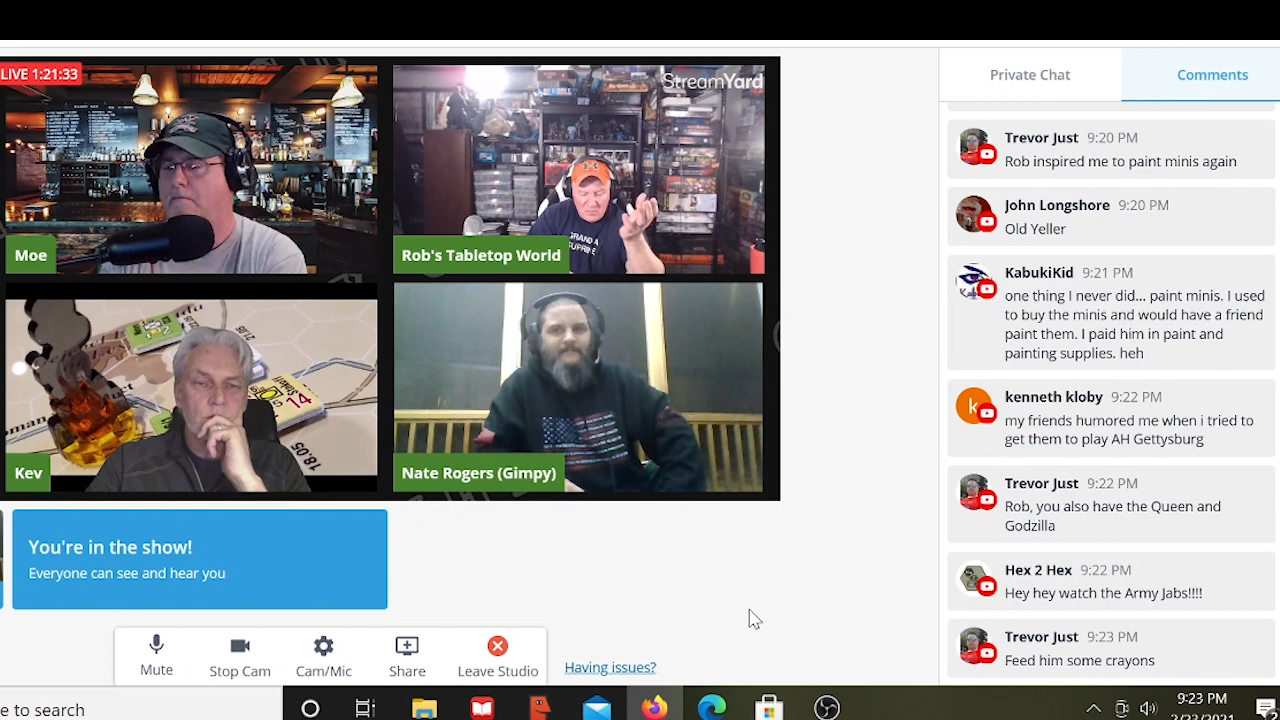 LIVE 1:21:33
StreamYard
Moe
Rob's Tabletop World
GRAND A
Kev
14
18.05
Nate Rogers (Gimpy)
You're in the show!
Everyone can see and hear you
Mute
Stop Cam
Cam/Mic
Share
Leave Studio
Having issues?
Private Chat
Comments
Trevor Just 9:20 PM
Rob inspired me to paint minis again
John Longshore 9:20 PM
Old Yeller
KabukiKid 9:21 PM
one thing I never did... paint minis. I used
to buy the minis and would have a friend
paint them. I paid him in paint and
painting supplies. heh
k
kenneth kloby 9:22 PM
my friends humored me when i tried to
get them to play AH Gettysburg
Trevor Just 9:22 PM
Rob, you also have the Queen and
Godzilla
Hex 2 Hex 9:22 PM
Hey hey watch the Army Jabs!!!!
Trevor Just 9:23 PM
Feed him some crayons
e to search
9:23 PM